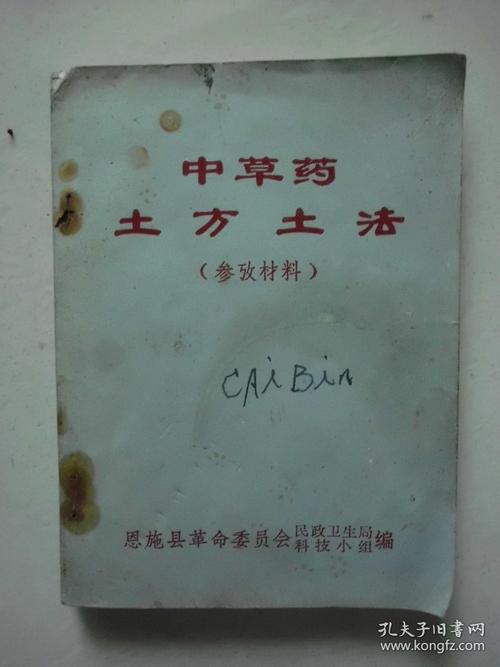 中草药
土方土法
（参攷材料）
CAiBiN
恩施县革命委员会民政卫生局科技小组编
孔夫子旧书网
www.kongfz.com